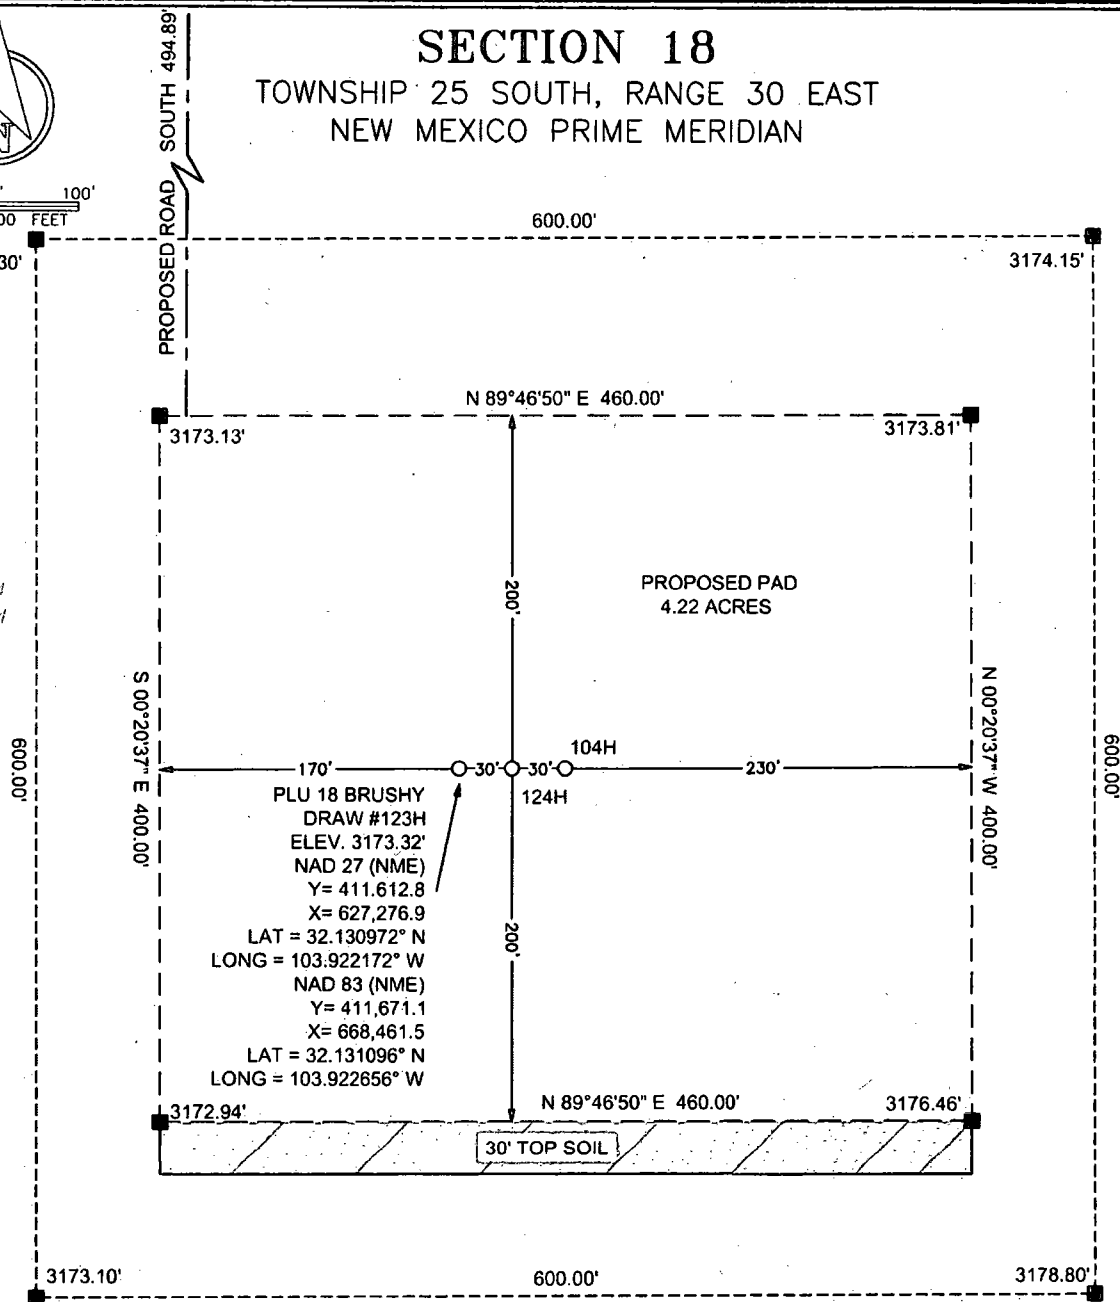 SECTION 18
TOWNSHIP 25 SOUTH, RANGE 30 EAST
NEW MEXICO PRIME MERIDIAN
N
100'
FEET
PROPOSED ROAD SOUTH 494.89'
600.00'
30'
3174.15'
N 89°46'50" E 460.00'
3173.13'
3173.81'
200'
PROPOSED PAD
4.22 ACRES
S 00°20'37" E 400.00'
N 00°20'37" W 400.00'
600.00'
600.00'
104H
170'
30'
30'
230'
124H
PLU 18 BRUSHY
DRAW #123H
ELEV. 3173.32'
NAD 27 (NME)
Y= 411.612.8
X= 627,276.9
LAT = 32.130972° N
LONG = 103.922172° W
NAD 83 (NME)
Y= 411,671.1
X= 668,461.5
LAT = 32.131096° N
LONG = 103.922656° W
200'
3172.94'
N 89°46'50" E 460.00'
3176.46'
30' TOP SOIL
3173.10'
600.00'
3178.80'